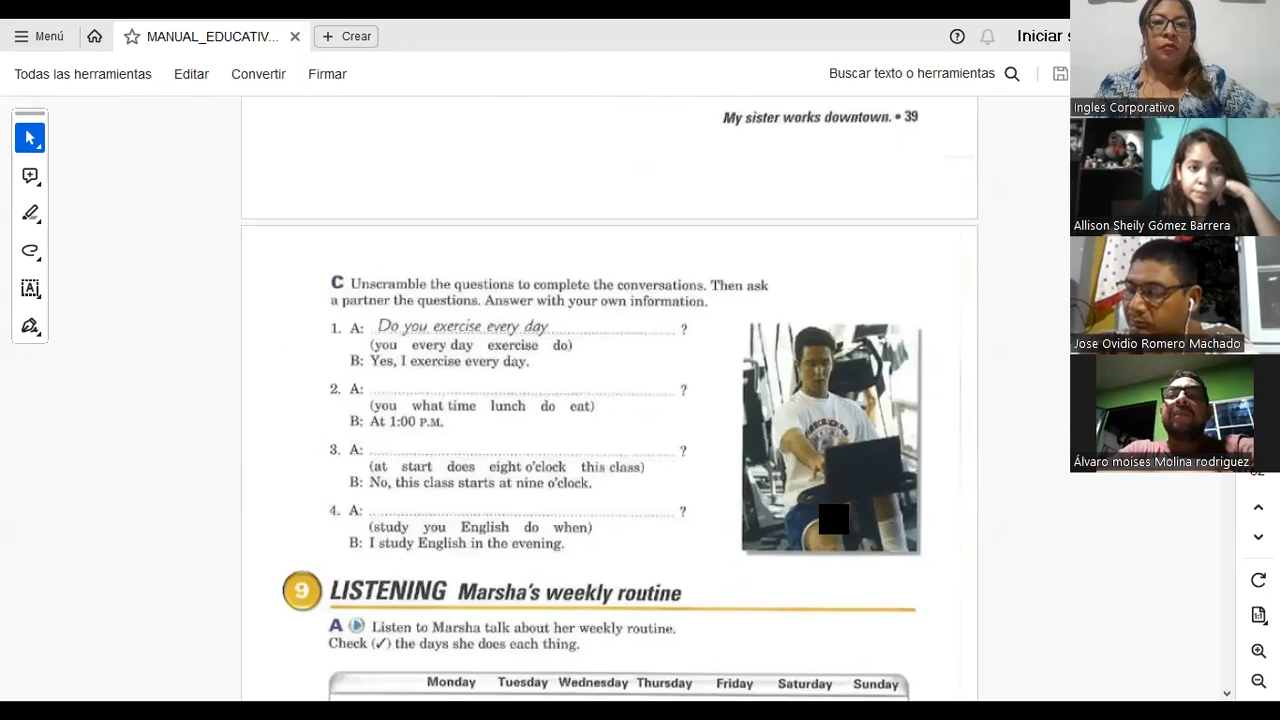 Menú
MANUAL_EDUCATIV...
Crear
Iniciar s
Todas las herramientas
Editar
Convertir
Firmar
Buscar texto o herramientas
Ingles Corporativo
My sister works downtown. • 39
Allison Sheily Gómez Barrera
C Unscramble the questions to complete the conversations. Then ask
a partner the questions. Answer with your own information.
1. A: Do you exercise every day ?
(you every day exercise do)
B: Yes, I exercise every day.
2. A: ?
(you what time lunch do eat)
B: At 1:00 P.M.
3. A: ?
(at start does eight o'clock this class)
B: No, this class starts at nine o'clock.
4. A: ?
(study you English do when)
B: I study English in the evening.
Jose Ovidio Romero Machado
Álvaro moises Molina rodriguez
9 LISTENING Marsha's weekly routine
A Listen to Marsha talk about her weekly routine.
Check (✓) the days she does each thing.
Monday Tuesday Wednesday Thursday Friday Saturday Sunday